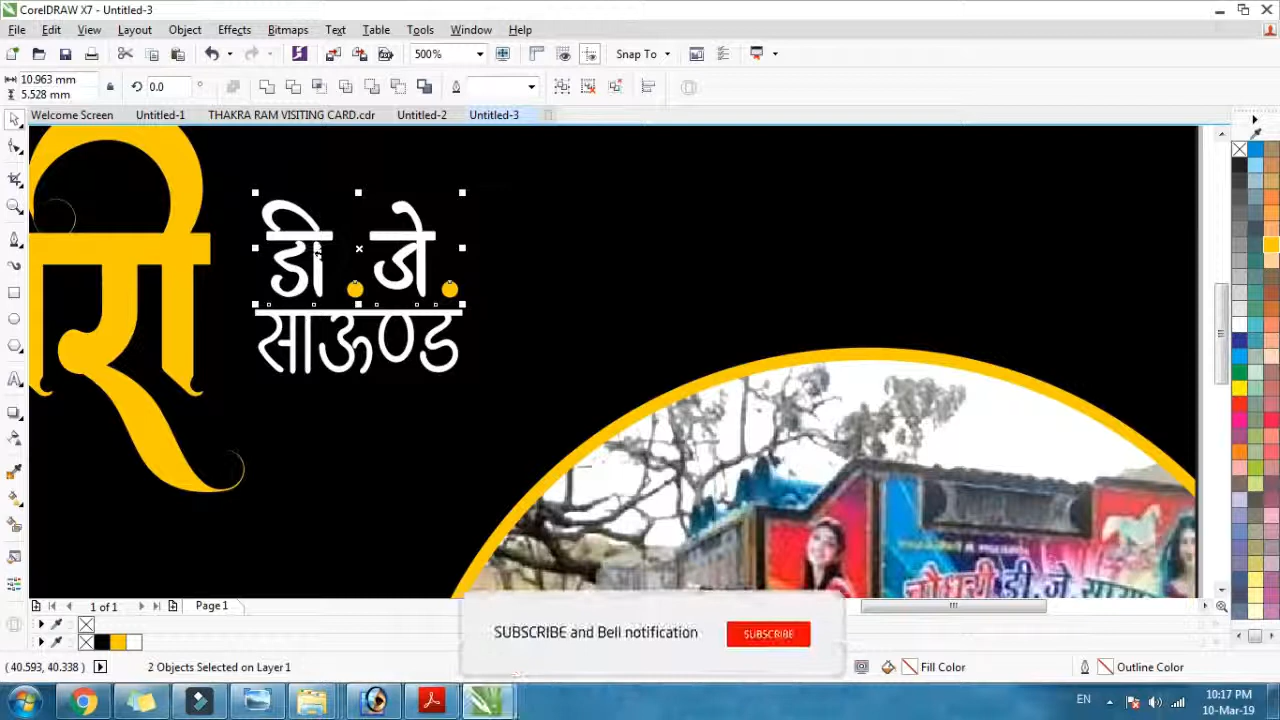 CorelDRAW X7 - Untitled-3
File Edit View Layout Object Effects Bitmaps Text Table Tools Window Help
500% Snap To
10.963 mm
5.528 mm
0.0 °
Welcome Screen Untitled-1 THAKRA RAM VISITING CARD.cdr Untitled-2 Untitled-3
री
डी.जे.
साऊण्ड
चौधरी डी.जे.
1 of 1 Page 1
SUBSCRIBE and Bell notification SUBSCRIBE
(40.593, 40.338) 2 Objects Selected on Layer 1 Fill Color Outline Color
EN 10:17 PM
10-Mar-19